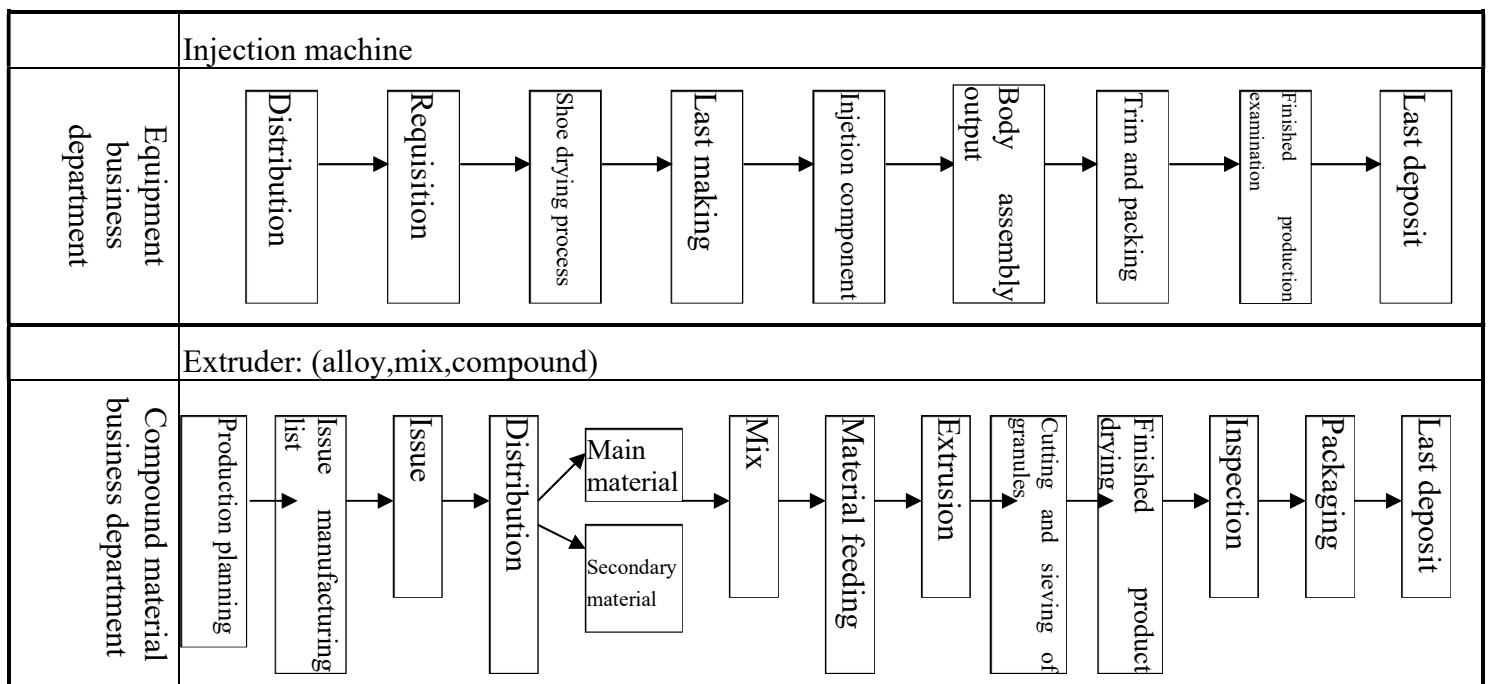 Injection machine
Equipment
business
department
Distribution
Requisition
Shoe drying process
Last making
Injetion component
Body assembly
output
Trim and packing
Finished production
examination
Last deposit
Extruder: (alloy,mix,compound)
Compound material
business department
Production planning
Issue manufacturing
list
Issue
Distribution
Main
material
Secondary
material
Mix
Material feeding
Extrusion
Cutting and sieving of
granules
Finished product
drying
Inspection
Packaging
Last deposit